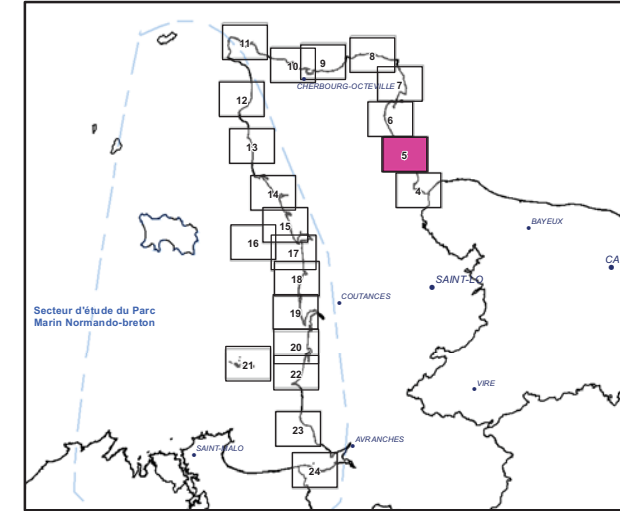 11
10
9
8
CHERBOURG-OCTEVILLE
7
12
6
13
5
14
4
15
BAYEUX
16
17
CA
18
SAINT-LO
COUTANCES
Secteur d'étude du Parc
Marin Normando-breton
19
20
21
22
VIRE
23
AVRANCHES
SAINT-MALO
24